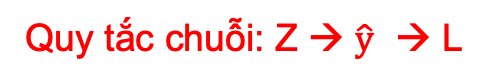 Quy tắc chuỗi: Z → ŷ → L